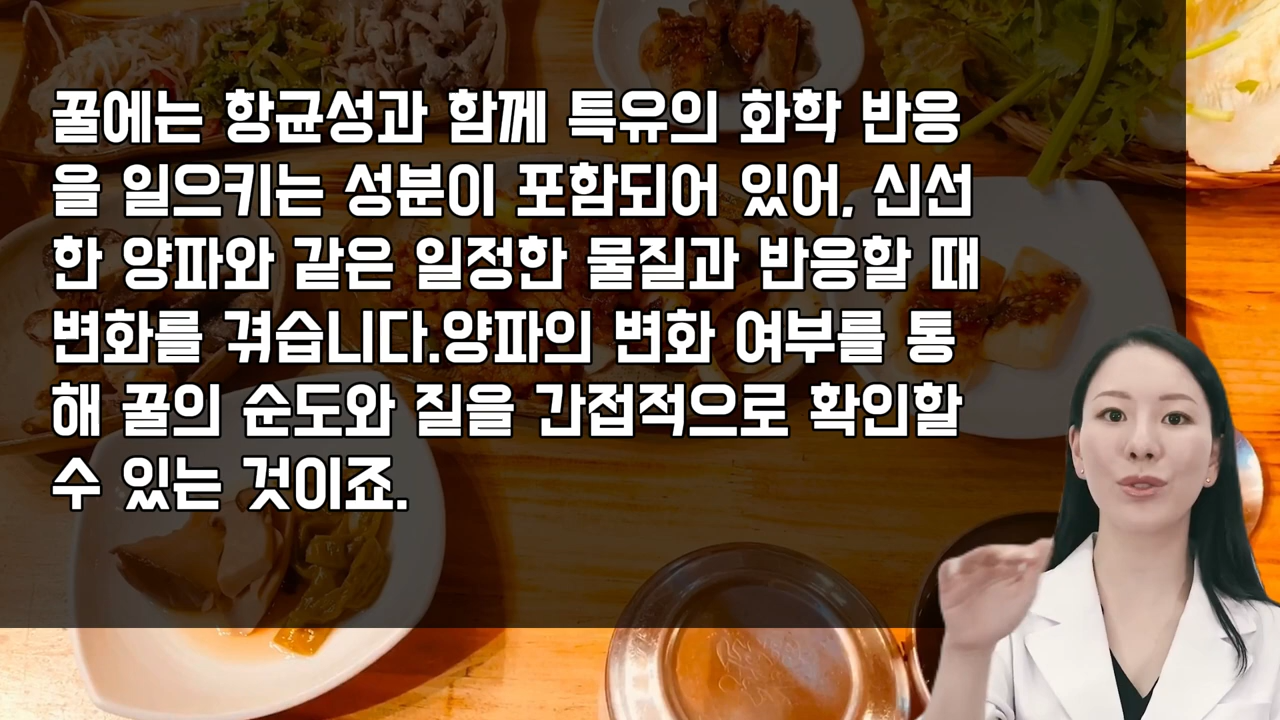 꿀에는 항균성과 함께 특유의 화학 반응
을 일으키는 성분이 포함되어 있어, 신선
한 양파와 같은 일정한 물질과 반응할 때
변화를 겪습니다.양파의 변화 여부를 통
해 꿀의 순도와 질을 간접적으로 확인할
수 있는 것이죠.